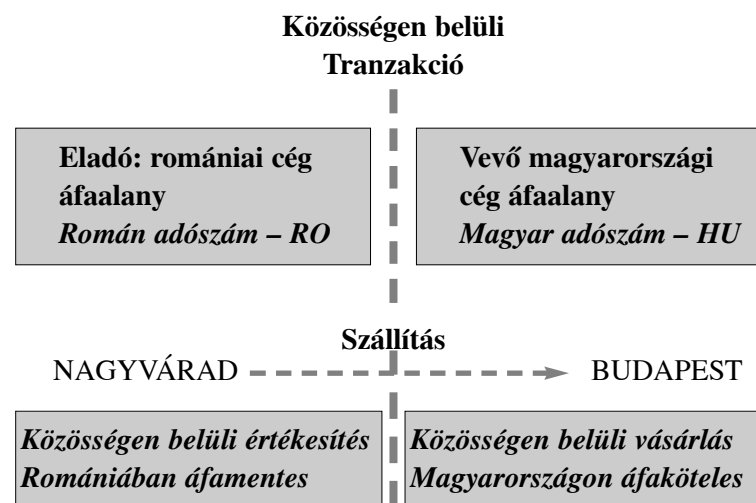 Közösségen belüli
Tranzakció
Eladó: romániai cég
áfaalany
Román adószám – RO
Vevő magyarországi
cég áfaalany
Magyar adószám – HU
Szállítás
NAGYVÁRAD
BUDAPEST
Közösségen belüli értékesítés
Romániában áfamentes
Közösségen belüli vásárlás
Magyarországon áfaköteles